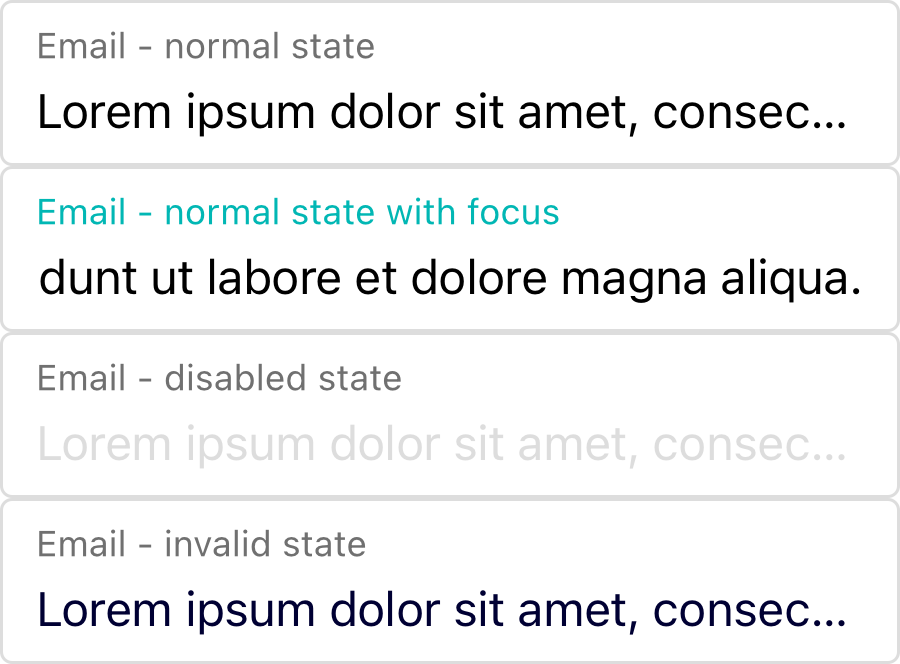 Email - normal state
Lorem ipsum dolor sit amet, consec...
Email - normal state with focus
dunt ut labore et dolore magna aliqua.
Email - disabled state
Lorem ipsum dolor sit amet, consec...
Email - invalid state
Lorem ipsum dolor sit amet, consec...